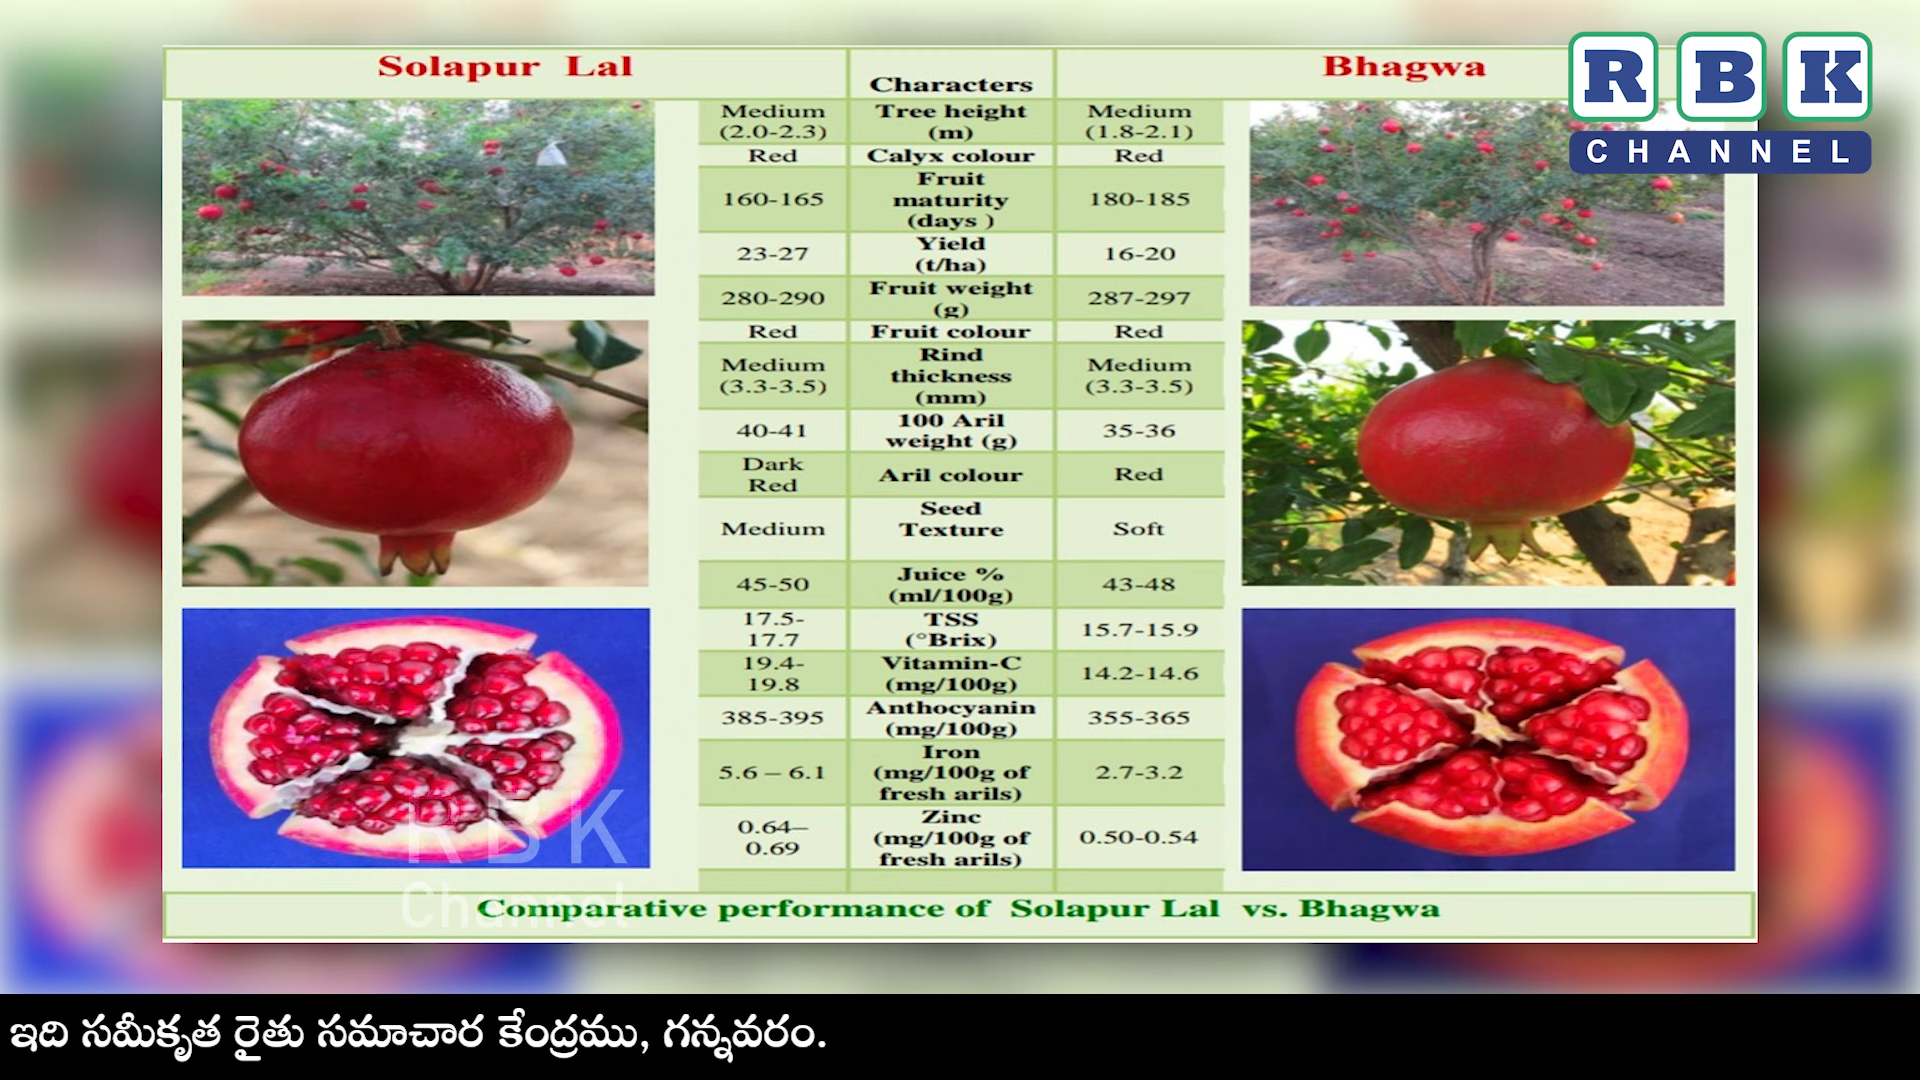 Solapur Lal
Characters
Bhagwa
R B K
CHANNEL
Medium
(2.0-2.3)
Tree height
(m)
Medium
(1.8-2.1)
Red
Calyx colour
Red
160-165
Fruit
maturity
(days )
180-185
23-27
Yield
(t/ha)
16-20
280-290
Fruit weight
(g)
287-297
Red
Fruit colour
Red
Medium
(3.3-3.5)
Rind
thickness
(mm)
Medium
(3.3-3.5)
40-41
100 Aril
weight (g)
35-36
Dark
Red
Aril colour
Red
Medium
Seed
Texture
Soft
45-50
Juice %
(ml/100g)
43-48
17.5-
17.7
TSS
(°Brix)
15.7-15.9
19.4-
19.8
Vitamin-C
(mg/100g)
14.2-14.6
385-395
Anthocyanin
(mg/100g)
355-365
5.6 – 6.1
Iron
(mg/100g of
fresh arils)
2.7-3.2
0.64–
0.69
Zinc
(mg/100g of
fresh arils)
0.50-0.54
RBK
Channel
Comparative performance of Solapur Lal vs. Bhagwa
ఇది సమీకృత రైతు సమాచార కేంద్రము, గన్నవరం.